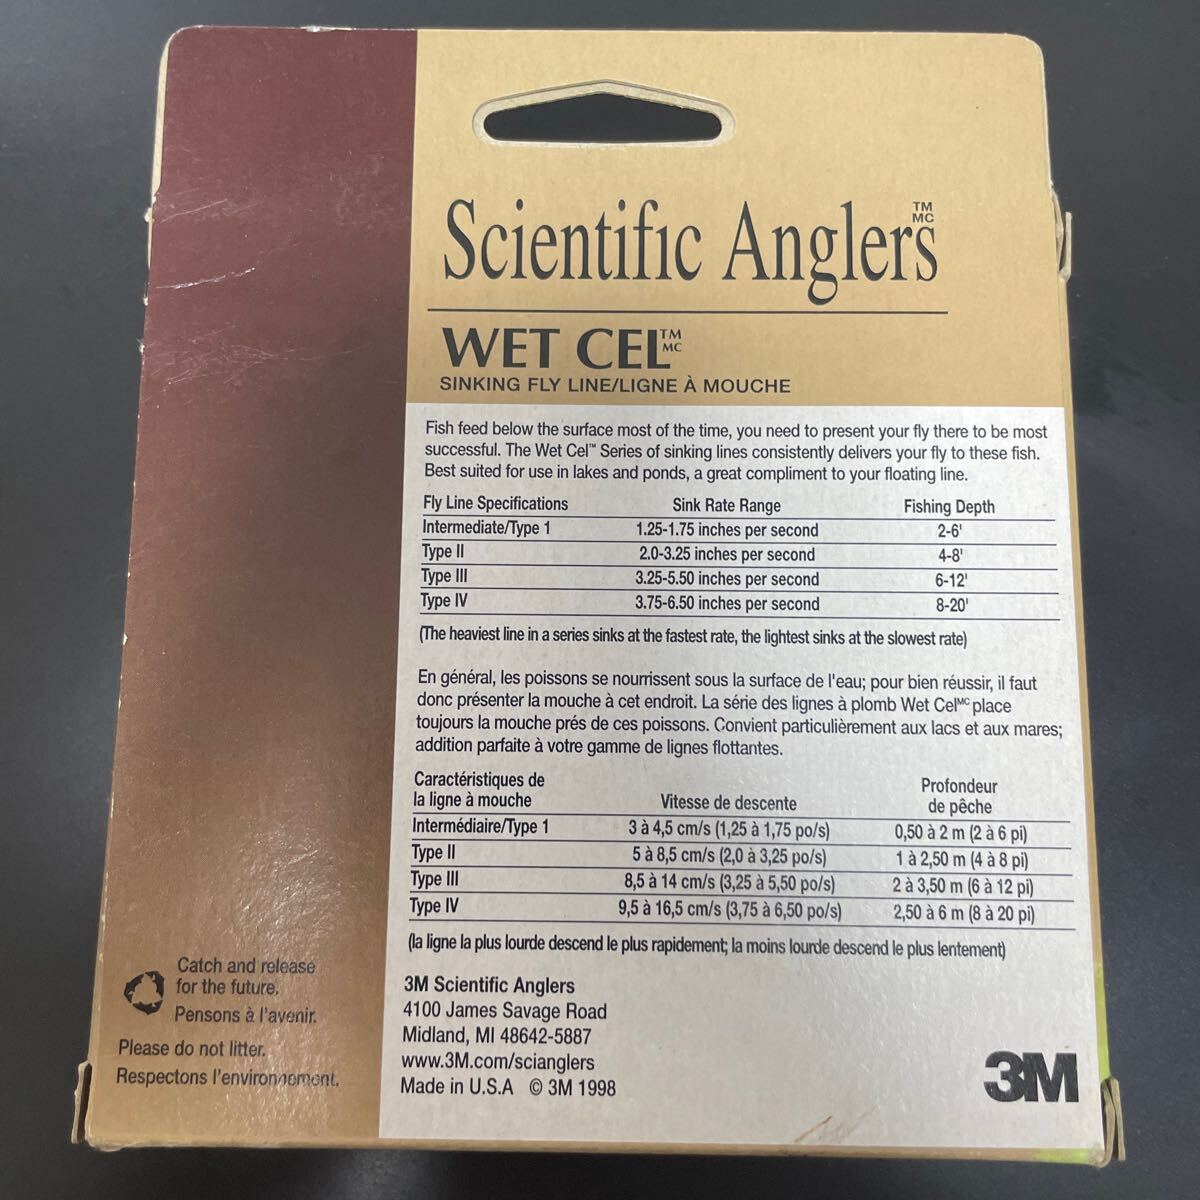 Scientific Anglers™ MC
WET CEL™ MC
SINKING FLY LINE/LIGNE À MOUCHE
Fish feed below the surface most of the time, you need to present your fly there to be most
successful. The Wet Cel™ Series of sinking lines consistently delivers your fly to these fish.
Best suited for use in lakes and ponds, a great compliment to your floating line.
Fly Line Specifications Sink Rate Range Fishing Depth
Intermediate/Type 1 1.25-1.75 inches per second 2-6'
Type II 2.0-3.25 inches per second 4-8'
Type III 3.25-5.50 inches per second 6-12'
Type IV 3.75-6.50 inches per second 8-20'
(The heaviest line in a series sinks at the fastest rate, the lightest sinks at the slowest rate)
En général, les poissons se nourrissent sous la surface de l'eau; pour bien réussir, il faut
donc présenter la mouche à cet endroit. La série des lignes à plomb Wet Cel MC place
toujours la mouche prés de ces poissons. Convient particulièrement aux lacs et aux mares;
addition parfaite à votre gamme de lignes flottantes.
Caractéristiques de
la ligne à mouche Vitesse de descente Profondeur
de pêche
Intermédiaire/Type 1 3 à 4,5 cm/s (1,25 à 1,75 po/s) 0,50 à 2 m (2 à 6 pi)
Type II 5 à 8,5 cm/s (2,0 à 3,25 po/s) 1 à 2,50 m (4 à 8 pi)
Type III 8,5 à 14 cm/s (3,25 à 5,50 po/s) 2 à 3,50 m (6 à 12 pi)
Type IV 9,5 à 16,5 cm/s (3,75 à 6,50 po/s) 2,50 à 6 m (8 à 20 pi)
(la ligne la plus lourde descend le plus rapidement; la moins lourde descend le plus lentement)
3M Scientific Anglers
4100 James Savage Road
Midland, MI 48642-5887
www.3M.com/scianglers
Made in U.S.A © 3M 1998
3M
Catch and release
for the future.
Pensons à l'avenir.
Please do not litter.
Respectons l'environnement.